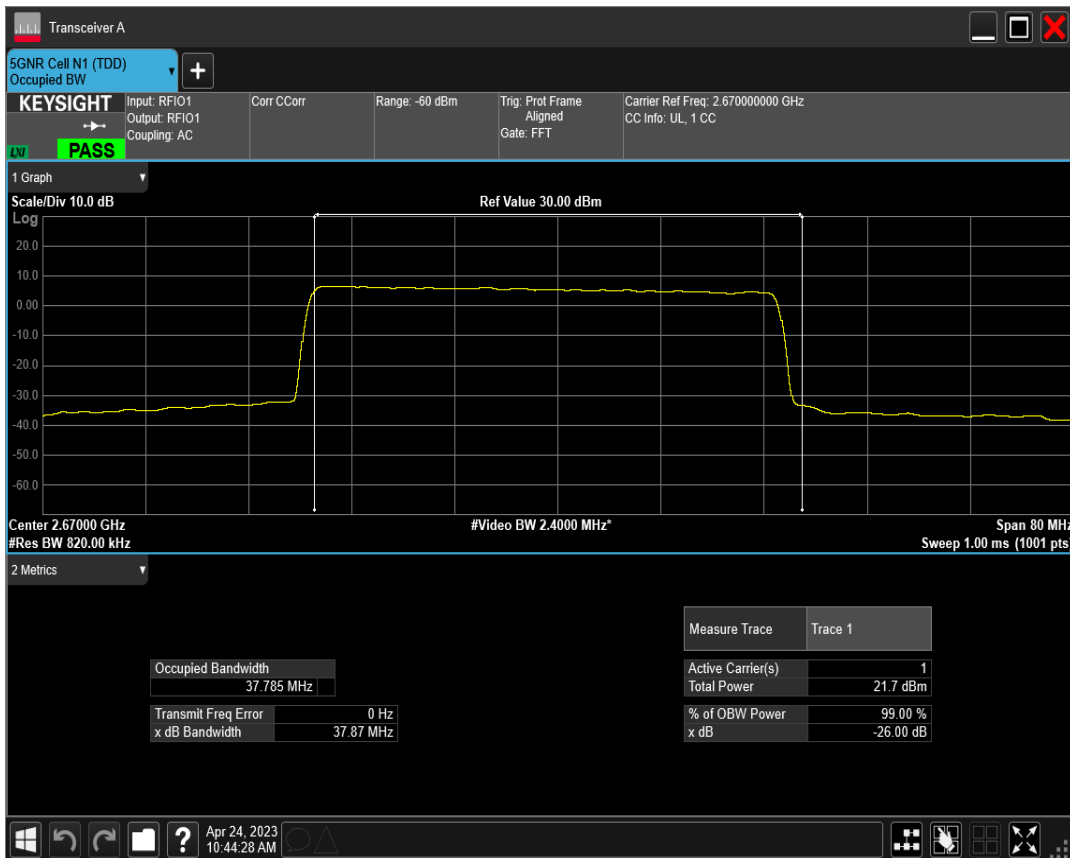 Transceiver A
5GNR Cell N1 (TDD)
Occupied BW
KEYSIGHT
LXI
PASS
Input: RFIO1
Output: RFIO1
Coupling: AC
Corr CCorr
Range: -60 dBm
Trig: Prot Frame
Aligned
Gate: FFT
Carrier Ref Freq: 2.670000000 GHz
CC Info: UL, 1 CC
1 Graph
Scale/Div 10.0 dB
Ref Value 30.00 dBm
Log
20.0
10.0
0.00
-10.0
-20.0
-30.0
-40.0
-50.0
-60.0
Center 2.67000 GHz
#Video BW 2.4000 MHz*
Span 80 MHz
#Res BW 820.00 kHz
Sweep 1.00 ms (1001 pts)
2 Metrics
Measure Trace Trace 1
Occupied Bandwidth
37.785 MHz
Active Carrier(s) 1
Total Power 21.7 dBm
Transmit Freq Error 0 Hz
x dB Bandwidth 37.87 MHz
% of OBW Power 99.00 %
x dB -26.00 dB
?
Apr 24, 2023
10:44:28 AM